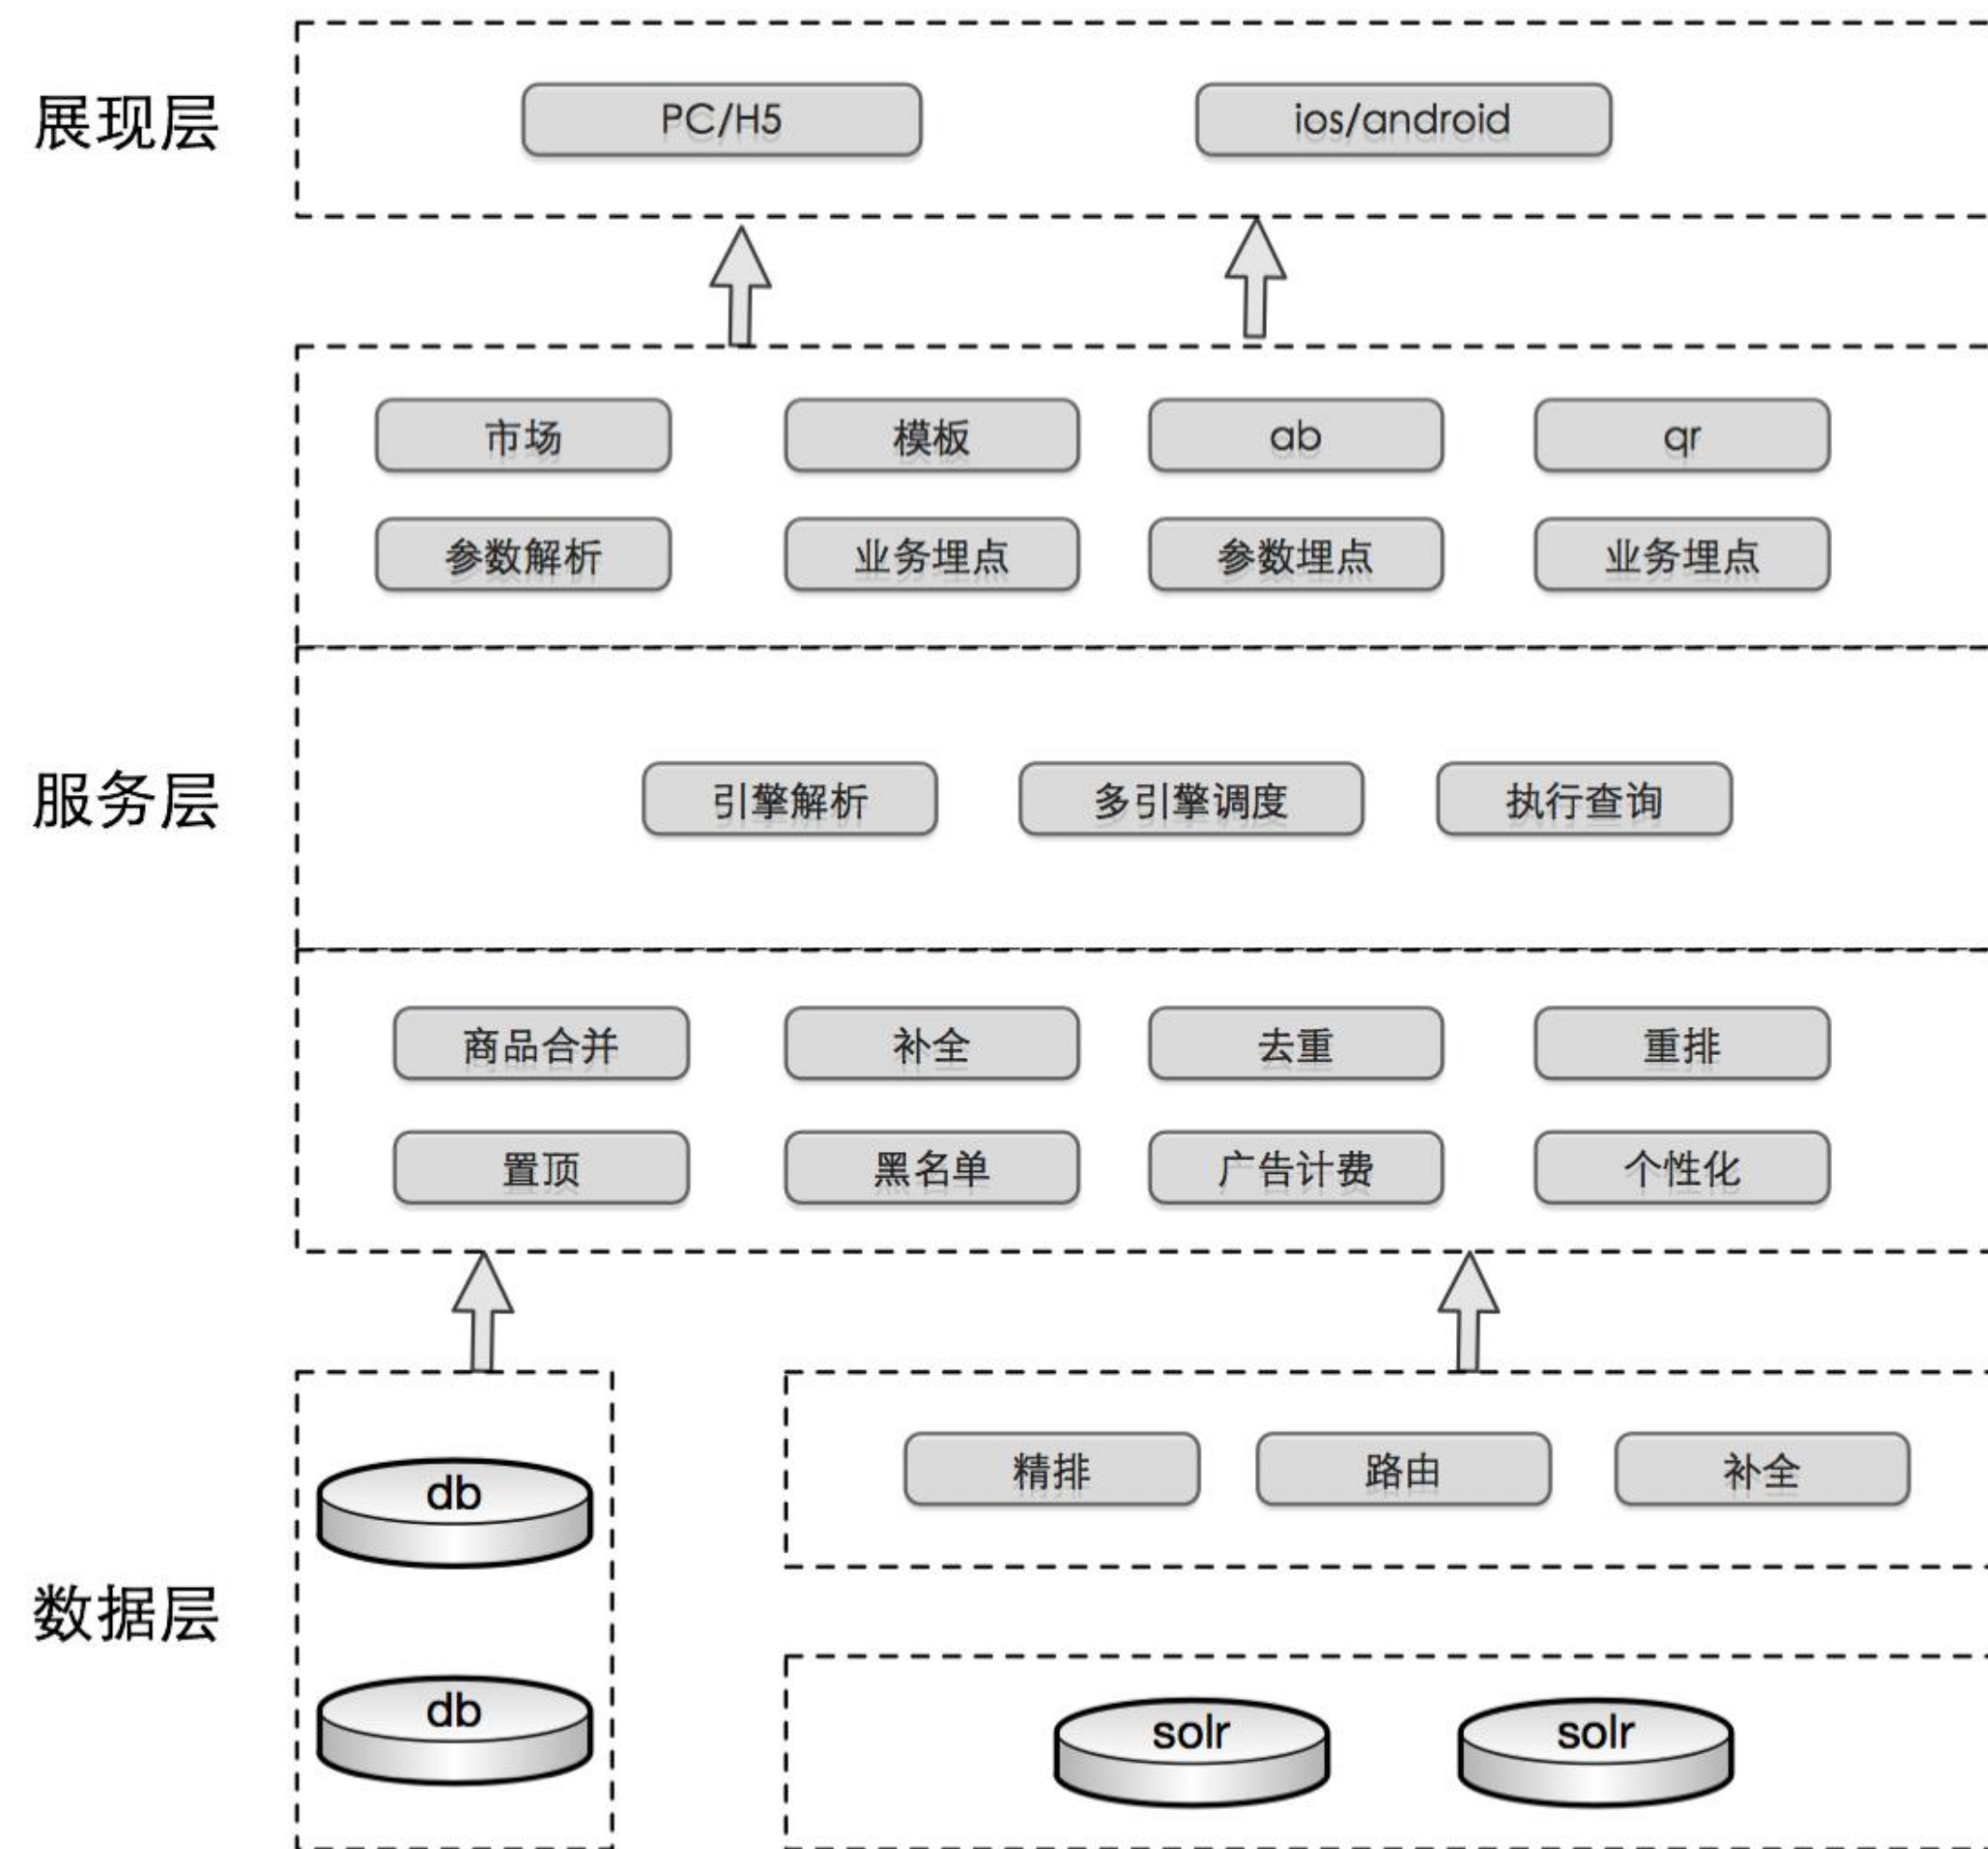 展现层
PC/H5
ios/android
市场
模板
ab
qr
参数解析
业务埋点
参数埋点
业务埋点
服务层
引擎解析
多引擎调度
执行查询
商品合并
补全
去重
重排
置顶
黑名单
广告计费
个性化
数据层
db
db
精排
路由
补全
solr
solr